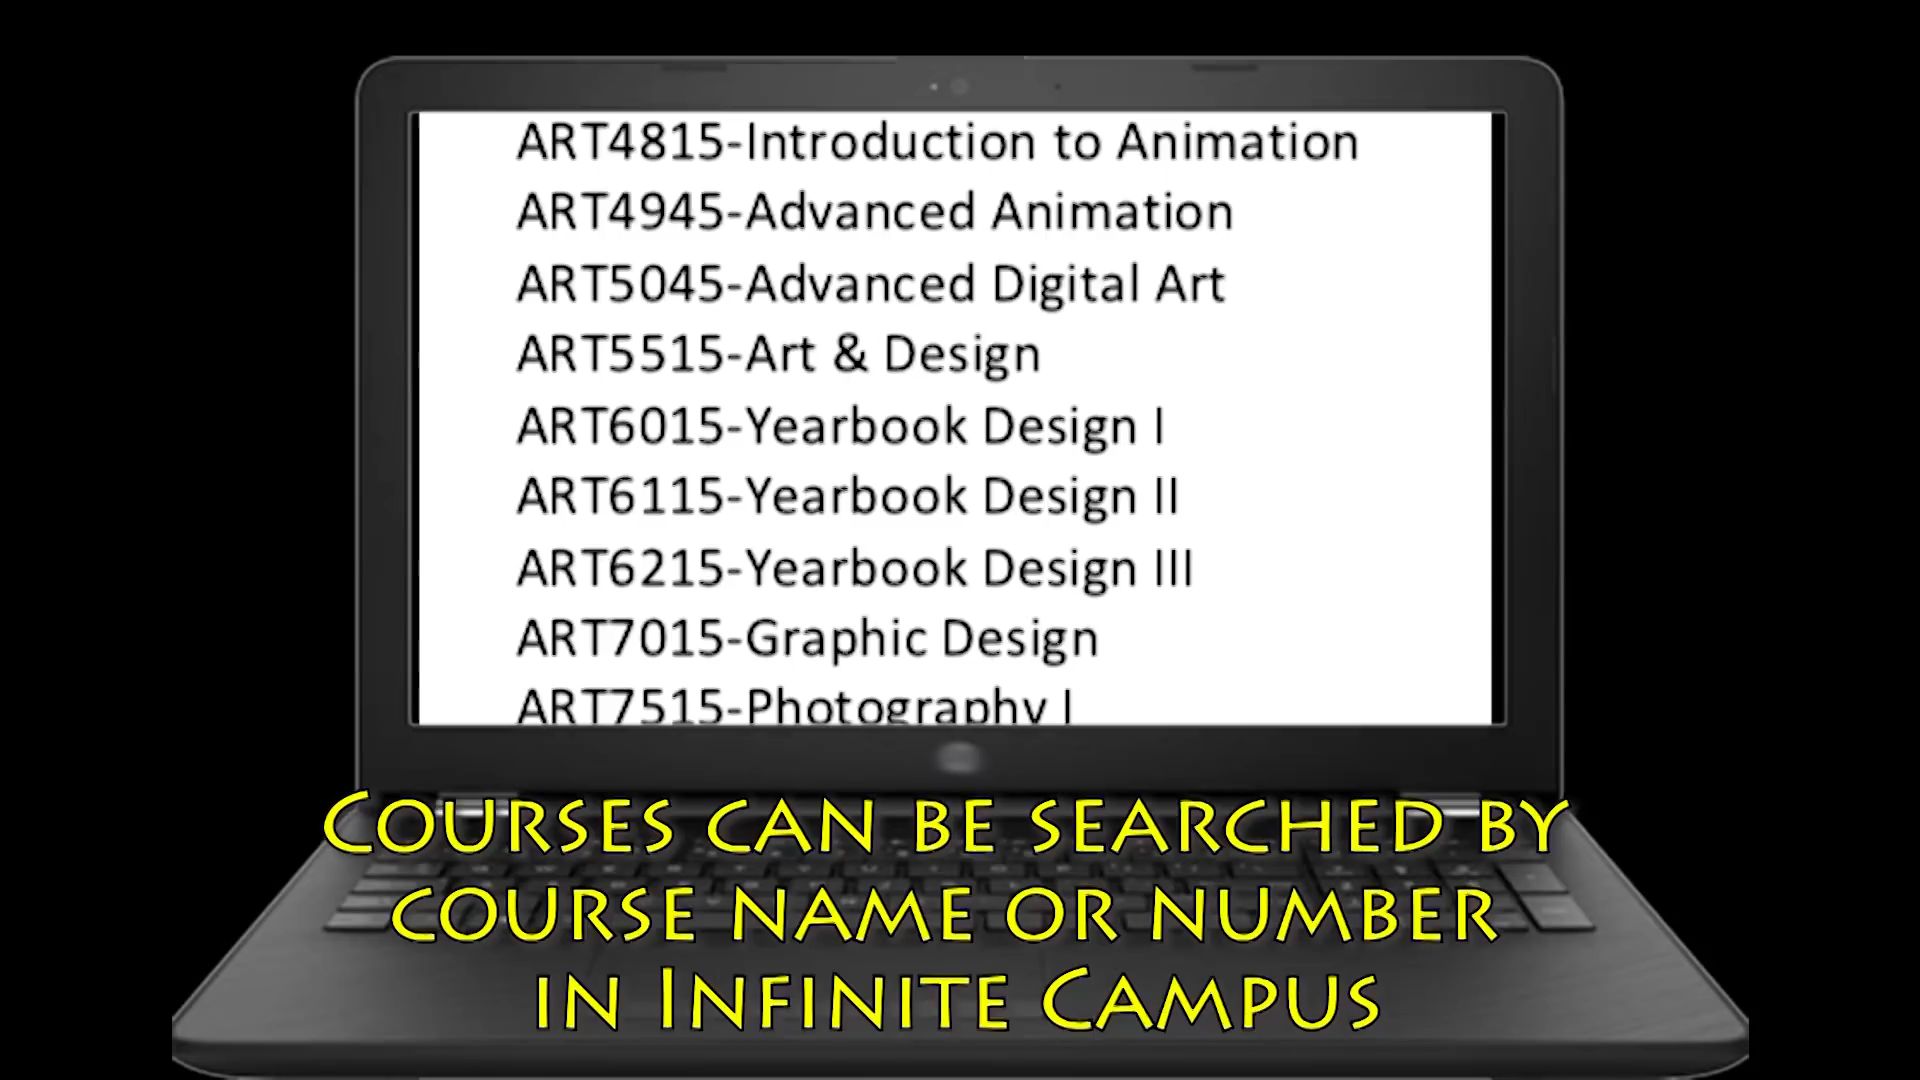 ART4815-Introduction to Animation
ART4945-Advanced Animation
ART5045-Advanced Digital Art
ART5515-Art & Design
ART6015-Yearbook Design I
ART6115-Yearbook Design II
ART6215-Yearbook Design III
ART7015-Graphic Design
ART7515-Photography I
Courses can be searched by
course name or number
in Infinite Campus